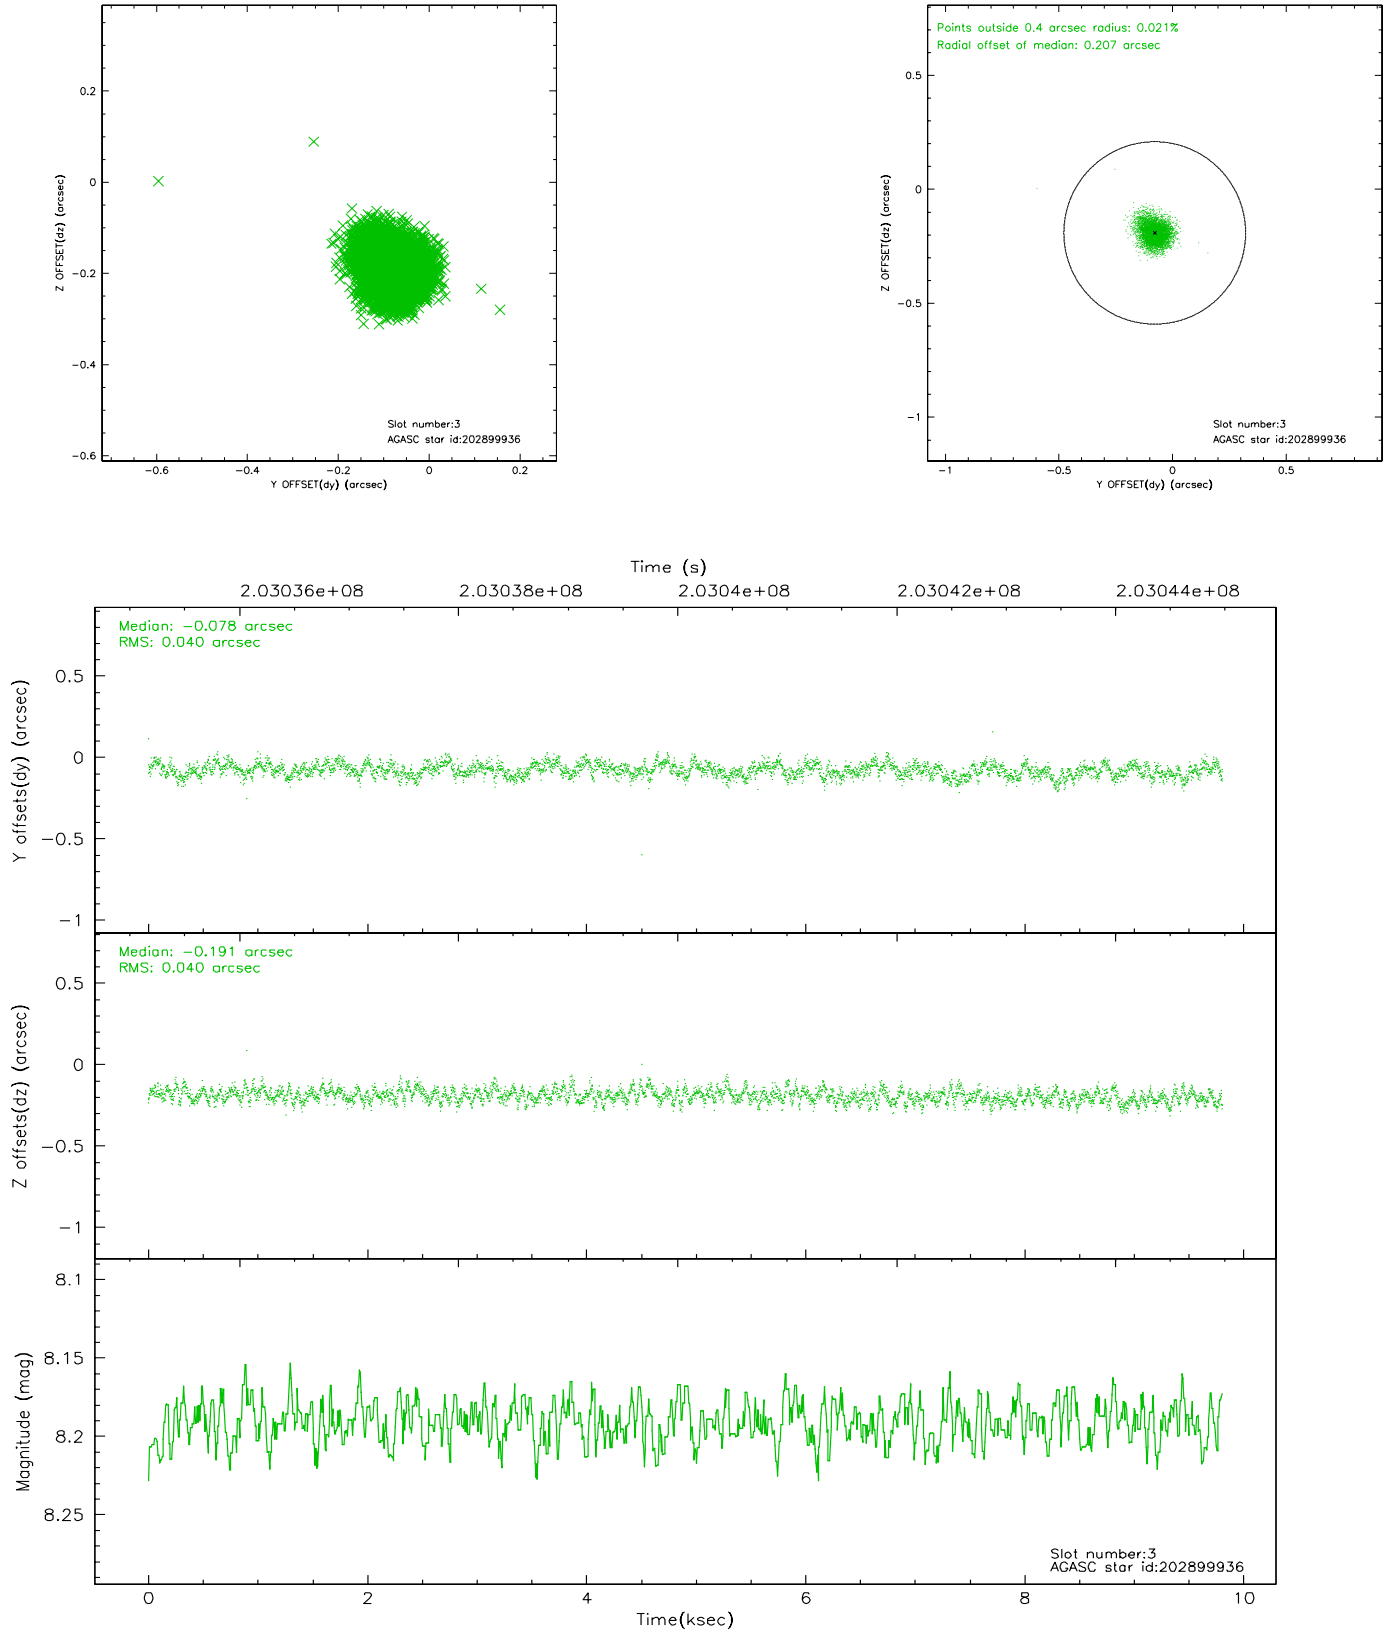 0.2
0
−0.2
−0.4
−0.6
Z OFFSET(dz) (arcsec)
Slot number:3
AGASC star id:202899936
−0.6 −0.4 −0.2 0 0.2
Y OFFSET(dy) (arcsec)
Points outside 0.4 arcsec radius: 0.021%
Radial offset of median: 0.207 arcsec
0.5
0
−0.5
−1
Z OFFSET(dz) (arcsec)
Slot number:3
AGASC star id:202899936
−1 −0.5 0 0.5
Y OFFSET(dy) (arcsec)
Time (s)
2.03036e+08 2.03038e+08 2.0304e+08 2.03042e+08 2.03044e+08
Median: −0.078 arcsec
RMS: 0.040 arcsec
0.5
0
−0.5
−1
Y offsets(dy) (arcsec)
Median: −0.191 arcsec
RMS: 0.040 arcsec
0.5
0
−0.5
−1
Z offsets(dz) (arcsec)
8.1
8.15
8.2
8.25
Magnitude (mag)
Slot number:3
AGASC star id:202899936
0 2 4 6 8 10
Time(ksec)